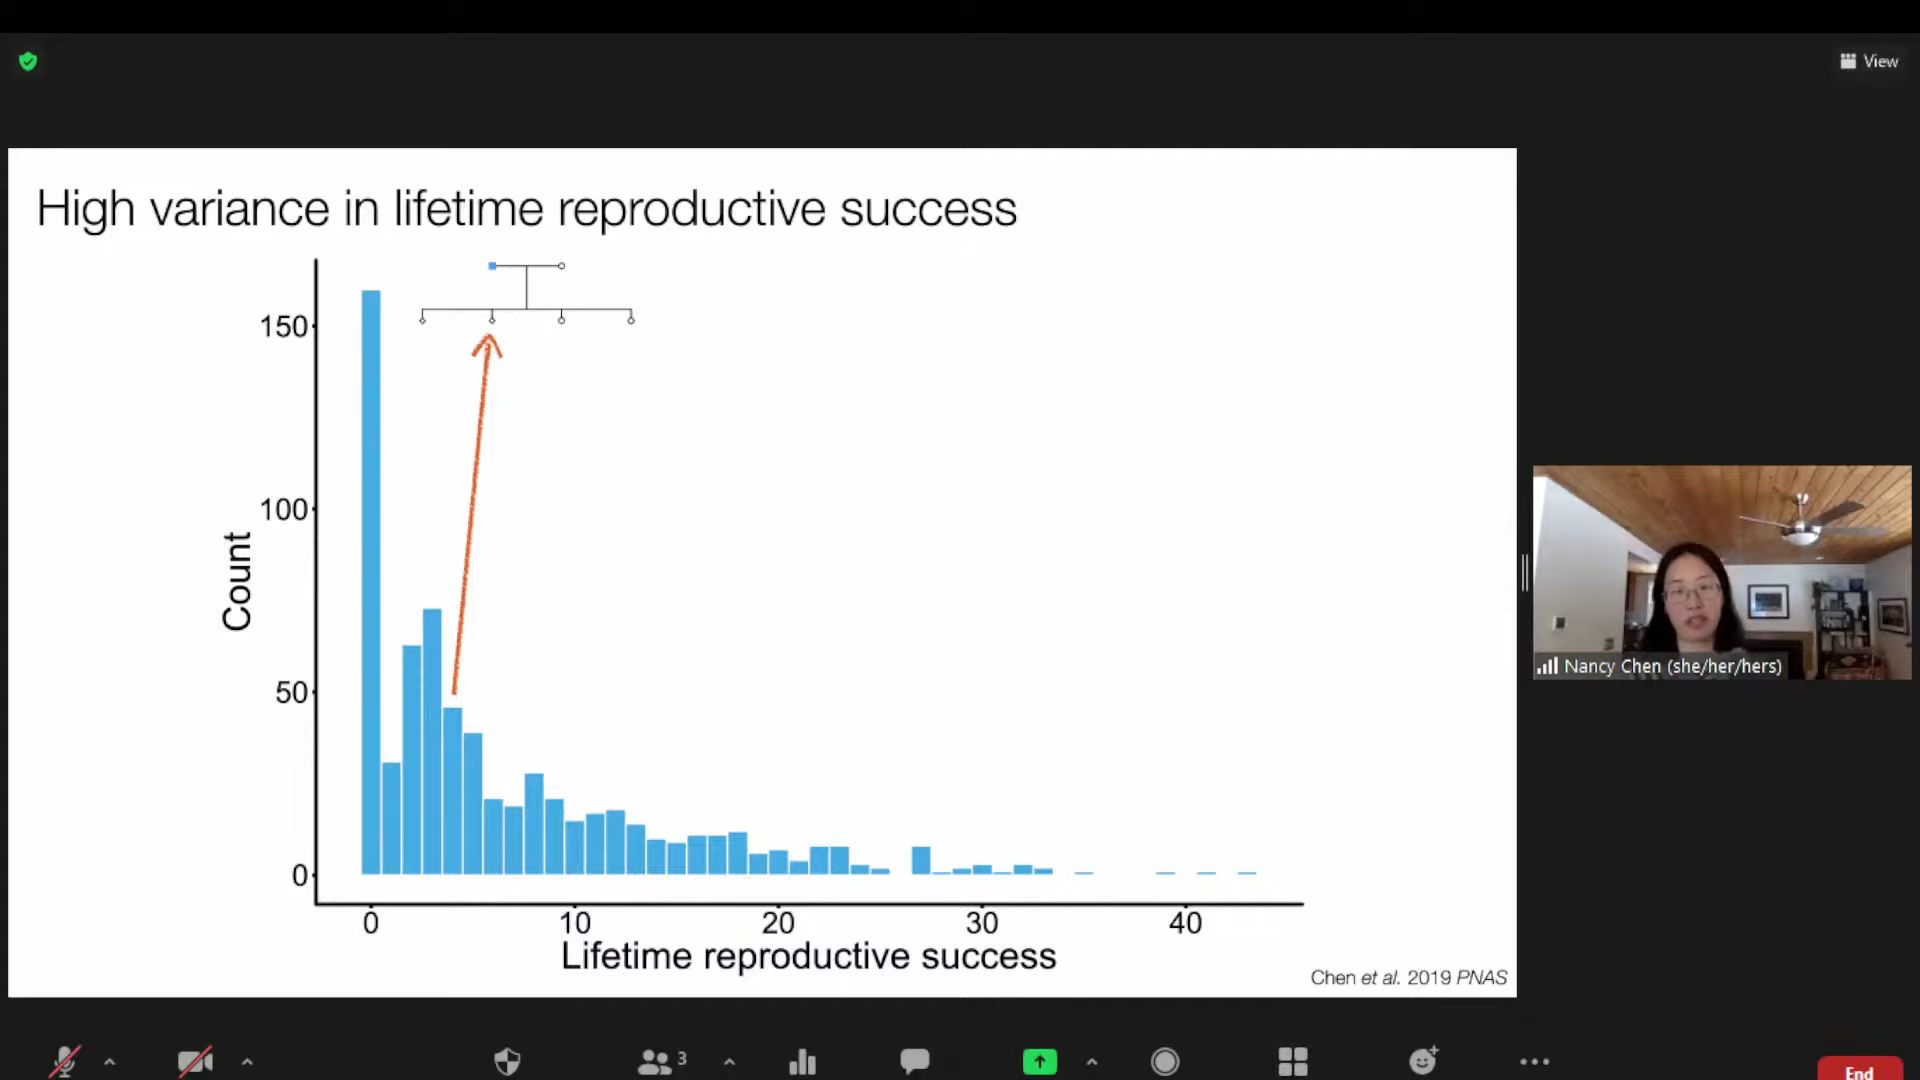 View
High variance in lifetime reproductive success
150
100
50
0
Count
0 10 20 30 40
Lifetime reproductive success
Chen et al. 2019 PNAS
Nancy Chen (she/her/hers)
3
End